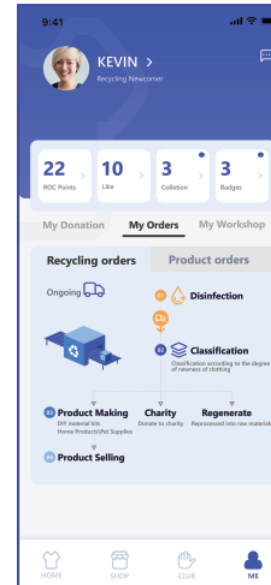 9:41
KEVIN >
Recycling Newcomer
22
10
3
3
ROC Points
Like
Colletion
Badges
My Donation
My Orders
My Workshop
Recycling orders
Product orders
Ongoing
01
Disinfection
02
Classification
Classification according to the degree
of newness of clothing
03
Product Making
Charity
Regenerate
DIY material kits
Home Products\Pet Supplies
Donate to charity
Reprocessed into raw materials
04
Product Selling
HOME
SHOP
CLUB
ME